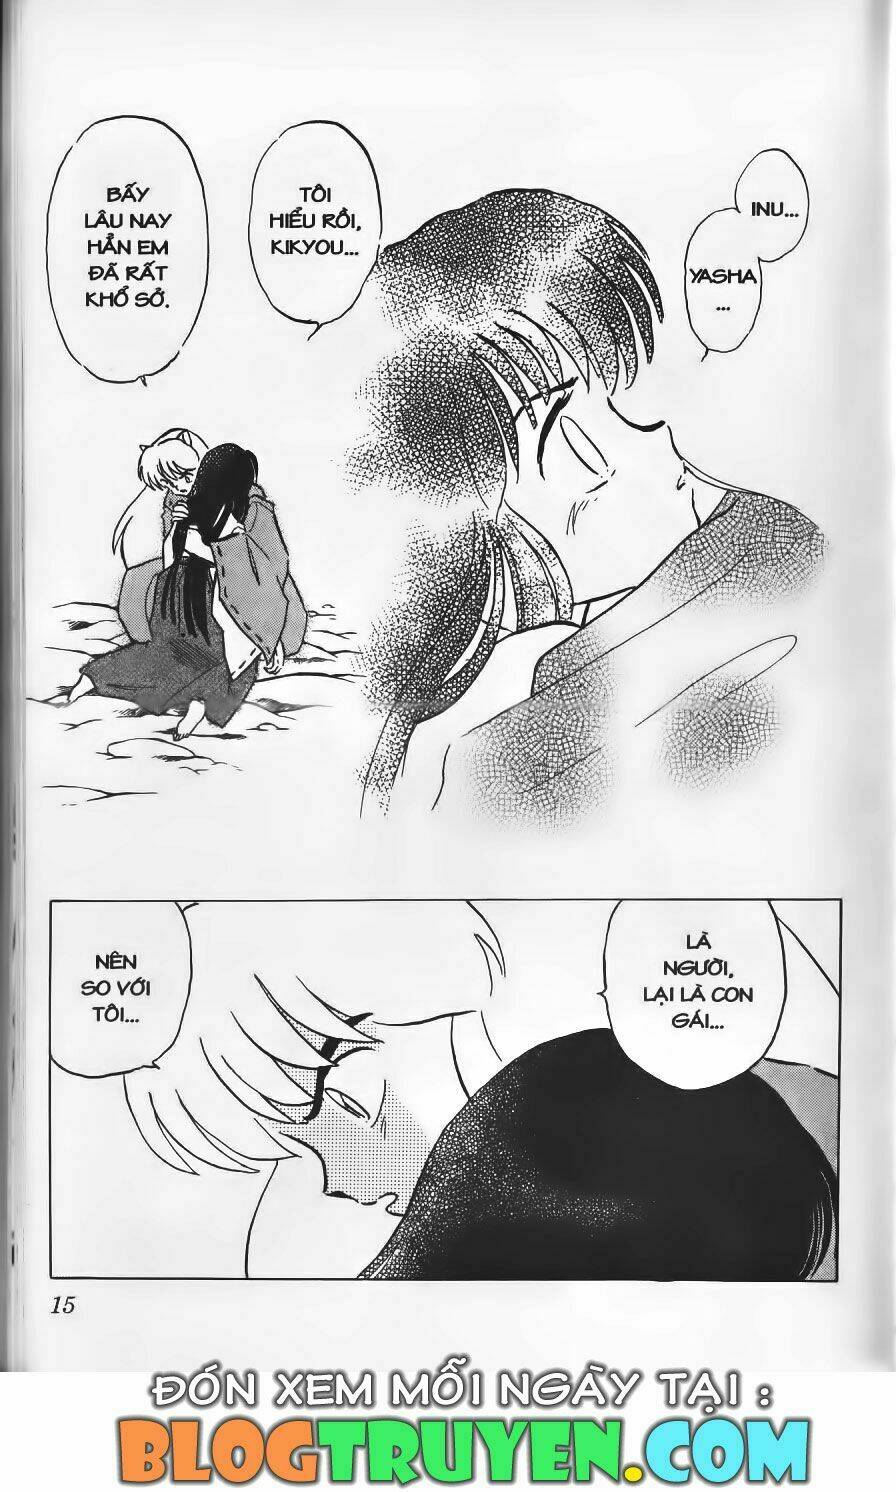 INU...
YASHA
...
TÔI
HIỂU RỒI,
KIKYOU...
BẤY
LÂU NAY
HẲN EM
ĐÃ RẤT
KHỔ SỞ.
LÀ
NGƯỜI,
LẠI LÀ CON
GÁI...
NÊN
SO VỚI
TÔI...
15
ĐÓN XEM MỖI NGÀY TẠI :
BLOGTRUYEN.COM